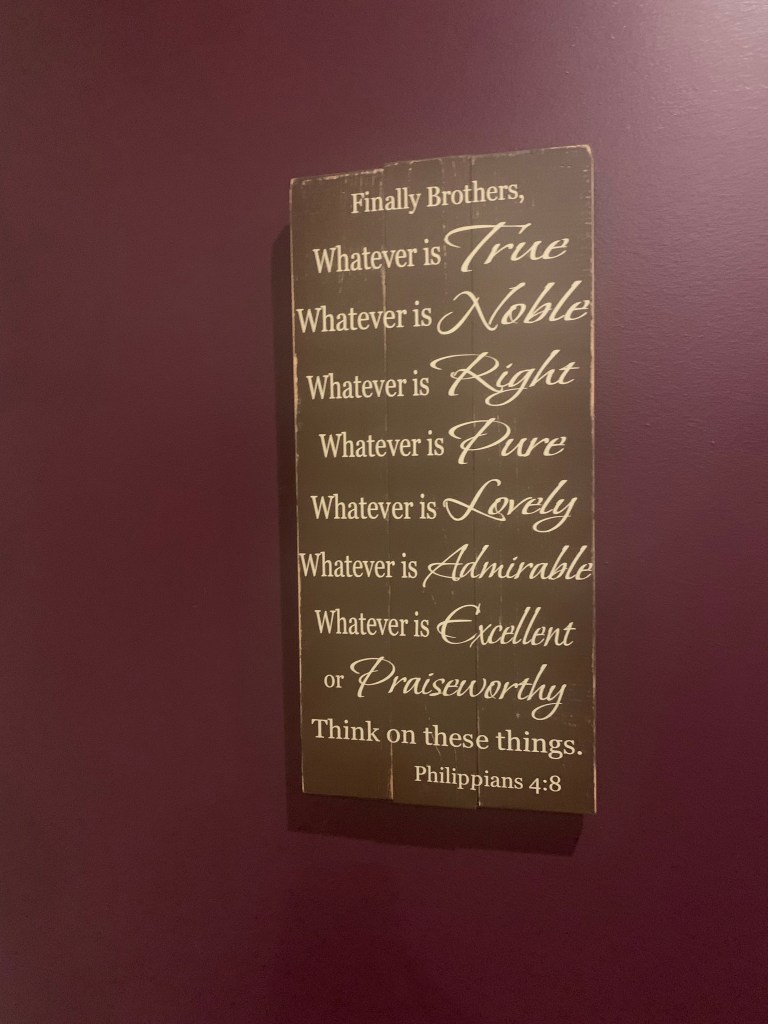 Finally Brothers,
Whatever is True
Whatever is Noble
Whatever is Right
Whatever is Pure
Whatever is Lovely
Whatever is Admirable
Whatever is Excellent
or Praiseworthy
Think on these things.
Philippians 4:8